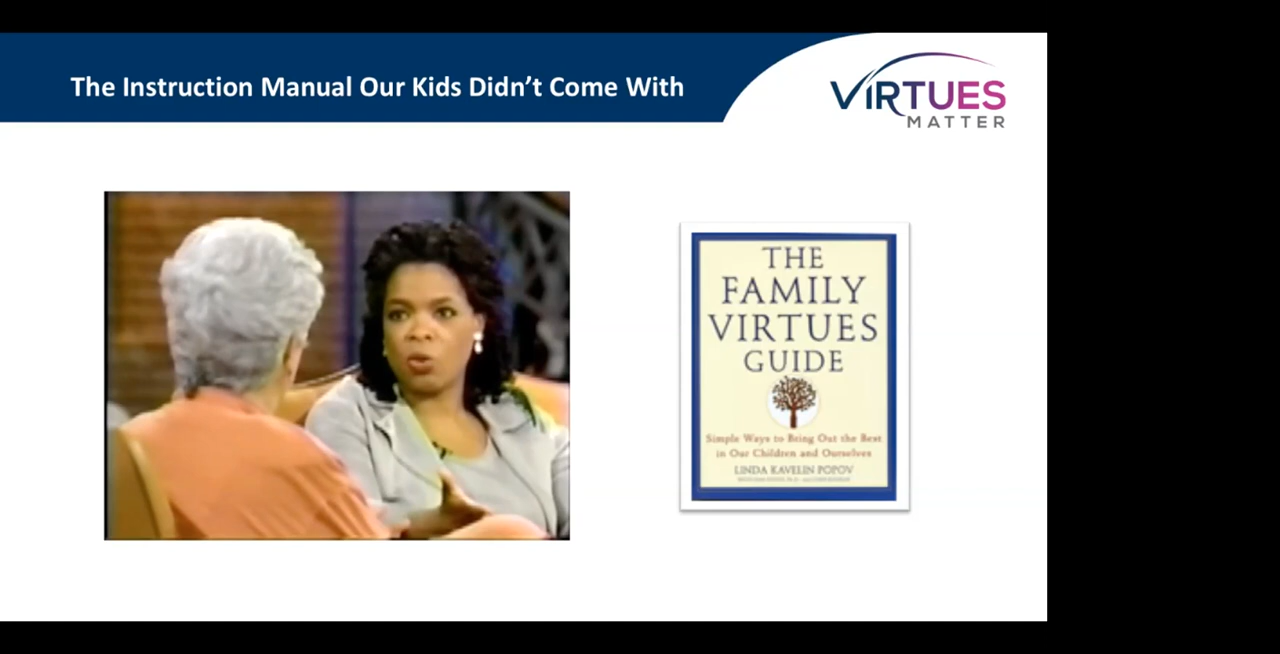 The Instruction Manual Our Kids Didn’t Come With
VIRTUES
MATTER
THE
FAMILY
VIRTUES
GUIDE
Simple Ways to Bring Out the Best
in Our Children and Ourselves
LINDA KAVELIN POPOV